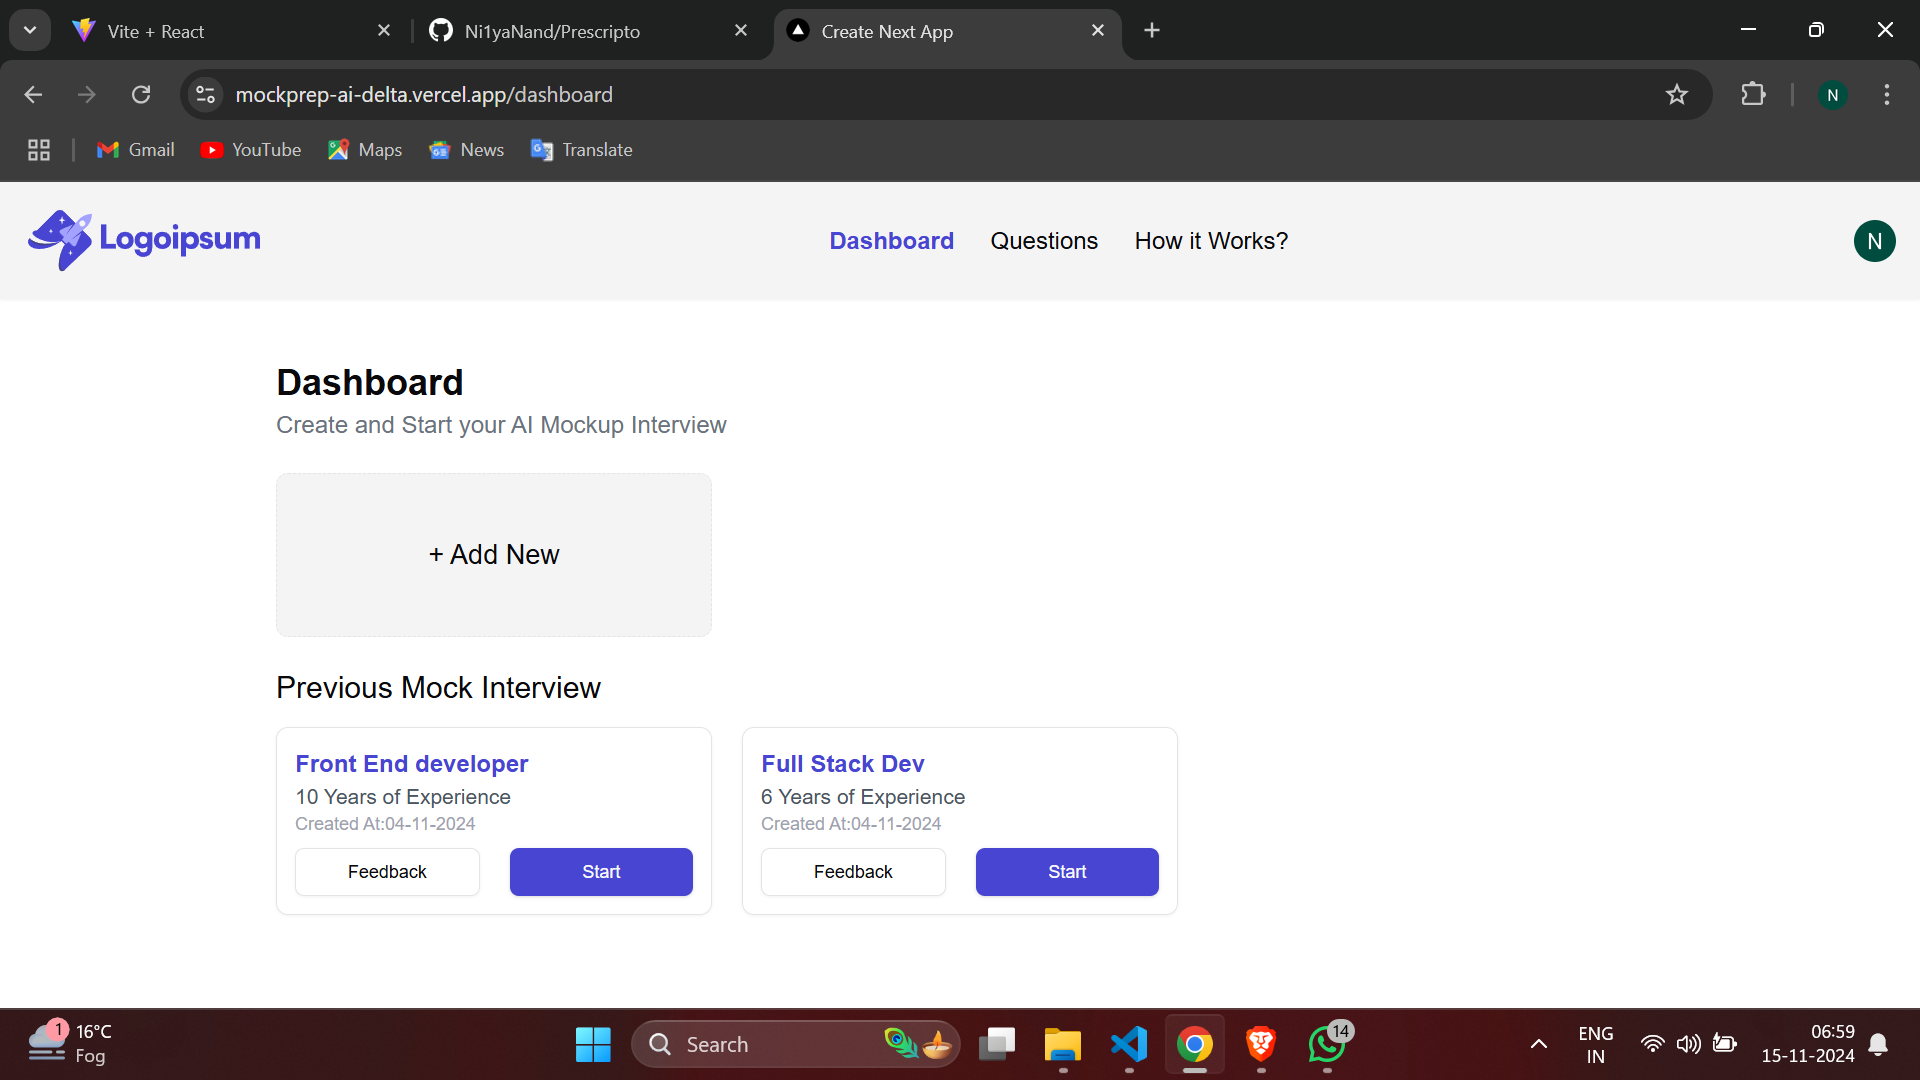 Vite + React
Ni1yaNand/Prescripto
Create Next App
mockprep-ai-delta.vercel.app/dashboard
N
Gmail
YouTube
Maps
News
Translate
Logoipsum
Dashboard
Questions
How it Works?
N
Dashboard
Create and Start your AI Mockup Interview
+ Add New
Previous Mock Interview
Front End developer
10 Years of Experience
Created At:04-11-2024
Feedback
Start
Full Stack Dev
6 Years of Experience
Created At:04-11-2024
Feedback
Start
1
16°C
Fog
Search
14
ENG
IN
06:59
15-11-2024